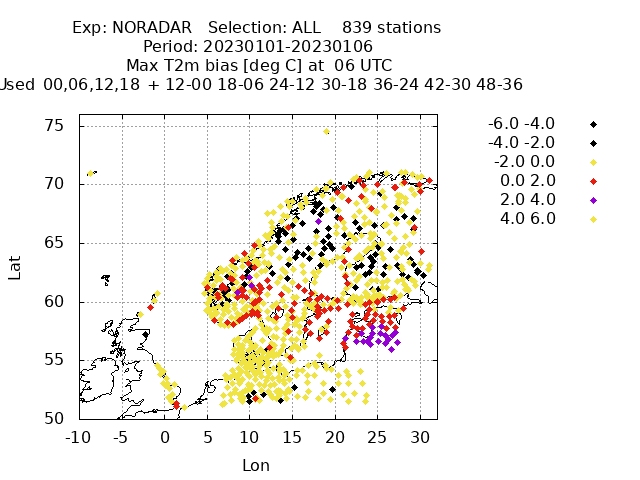 Exp: NORADAR Selection: ALL 839 stations
Period: 20230101-20230106
Max T2m bias [deg C] at 06 UTC
Used 00,06,12,18 + 12-00 18-06 24-12 30-18 36-24 42-30 48-36
75
70
65
60
55
50
Lat
-10 -5 0 5 10 15 20 25 30
Lon
-6.0 -4.0
-4.0 -2.0
-2.0 0.0
0.0 2.0
2.0 4.0
4.0 6.0